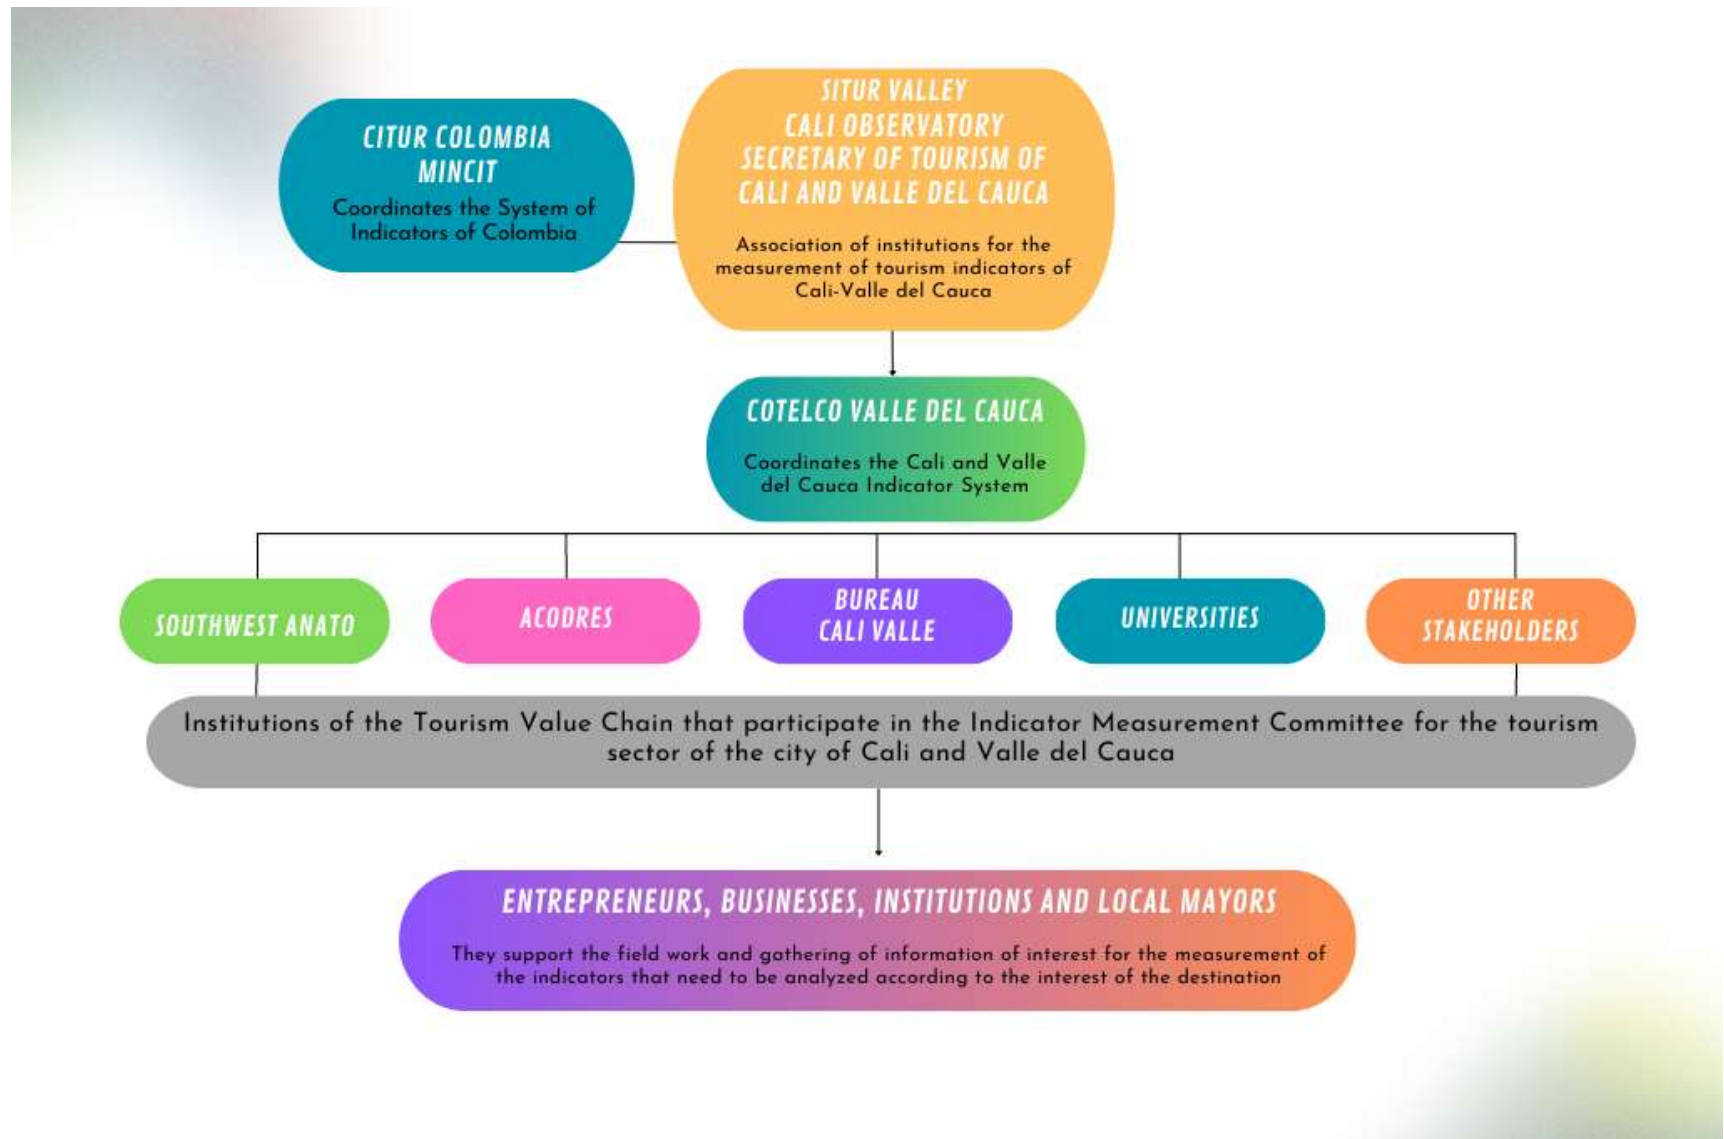 CITUR COLOMBIA
MINCIT
Coordinates the System of
Indicators of Colombia
SITUR VALLEY
CALI OBSERVATORY
SECRETARY OF TOURISM OF
CALI AND VALLE DEL CAUCA
Association of institutions for the
measurement of tourism indicators of
Cali-Valle del Cauca
COTELCO VALLE DEL CAUCA
Coordinates the Cali and Valle
del Cauca Indicator System
SOUTHWEST ANATO
ACODRES
BUREAU
CALI VALLE
UNIVERSITIES
OTHER
STAKEHOLDERS
Institutions of the Tourism Value Chain that participate in the Indicator Measurement Committee for the tourism
sector of the city of Cali and Valle del Cauca
ENTREPRENEURS, BUSINESSES, INSTITUTIONS AND LOCAL MAYORS
They support the field work and gathering of information of interest for the measurement of
the indicators that need to be analyzed according to the interest of the destination